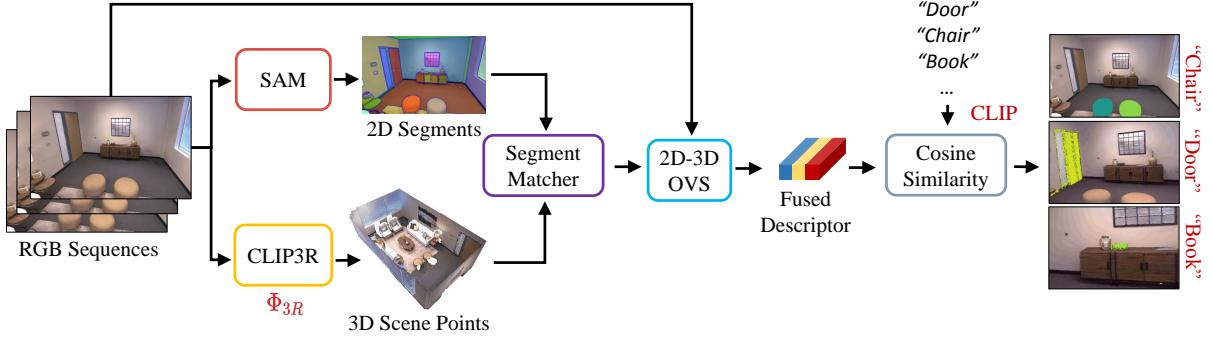 “Door”
“Chair”
“Book”
...
CLIP
SAM
2D Segments
RGB Sequences
CLIP3R
Φ3R
3D Scene Points
Segment
Matcher
2D-3D
OVS
Fused
Descriptor
Cosine
Similarity
“Chair”
“Door”
“Book”